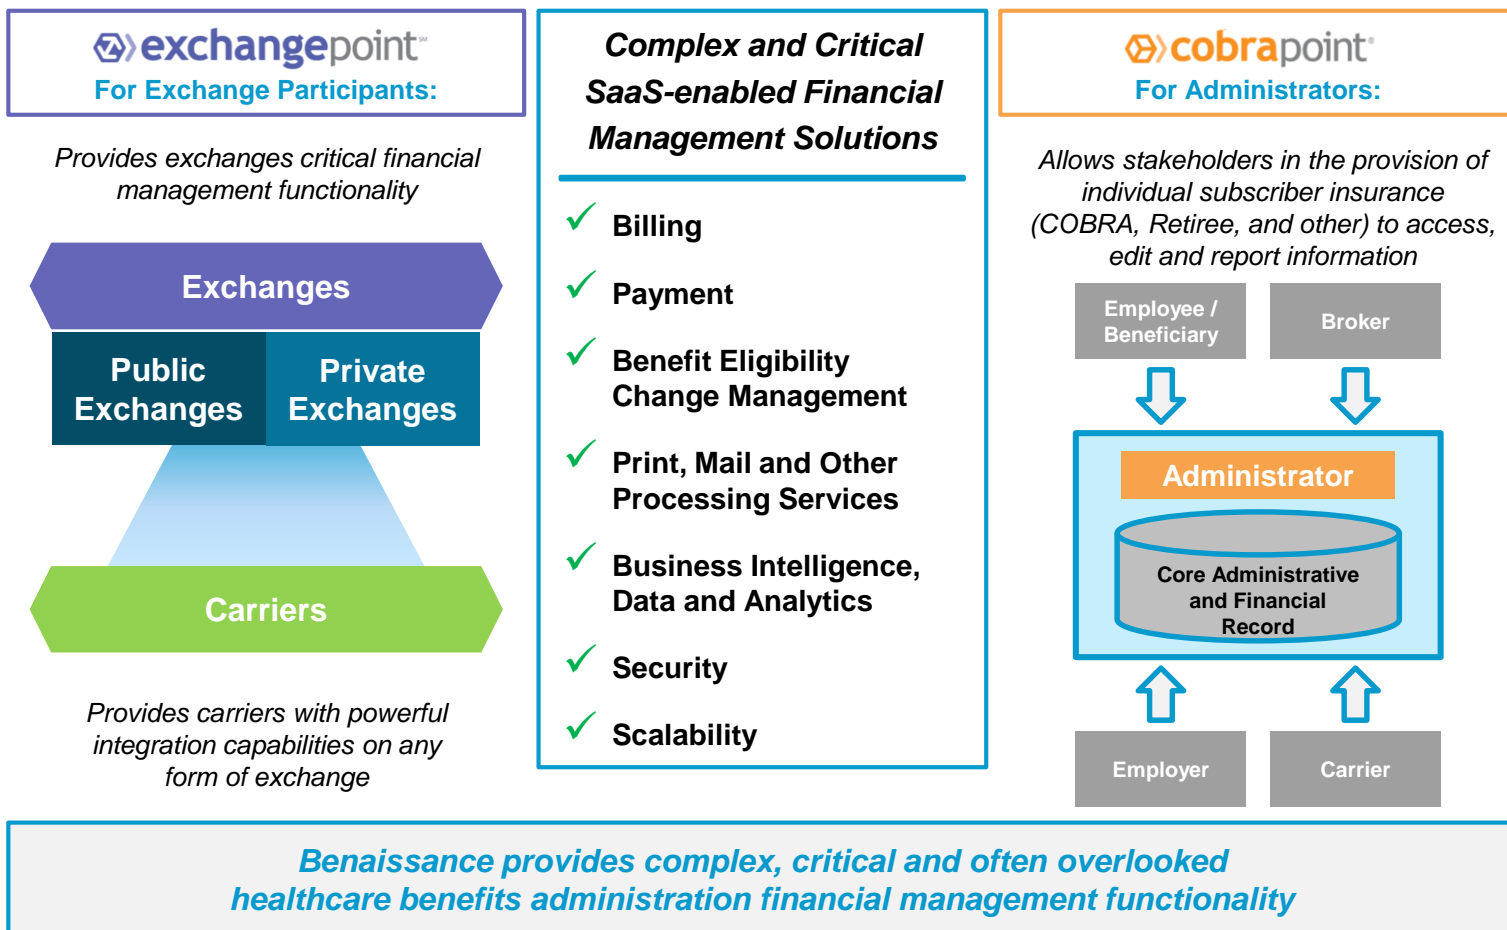 exchangepoint℠
For Exchange Participants:
Provides exchanges critical financial
management functionality
Exchanges
Public
Exchanges
Private
Exchanges
Carriers
Provides carriers with powerful
integration capabilities on any
form of exchange
Complex and Critical
SaaS-enabled Financial
Management Solutions
Billing
Payment
Benefit Eligibility
Change Management
Print, Mail and Other
Processing Services
Business Intelligence,
Data and Analytics
Security
Scalability
cobrapoint®
For Administrators:
Allows stakeholders in the provision of
individual subscriber insurance
(COBRA, Retiree, and other) to access,
edit and report information
Employee /
Beneficiary
Broker
Administrator
Core Administrative
and Financial
Record
Employer
Carrier
Benaissance provides complex, critical and often overlooked
healthcare benefits administration financial management functionality